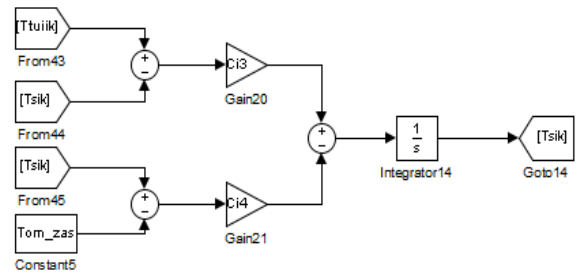 [Ttuiik]
From43
[Tsik]
From44
Ci3
Gain20
[Tsik]
From45
Tom_zas
Constant5
Ci4
Gain21
1
s
Integrator14
[Tsik]
Goto14